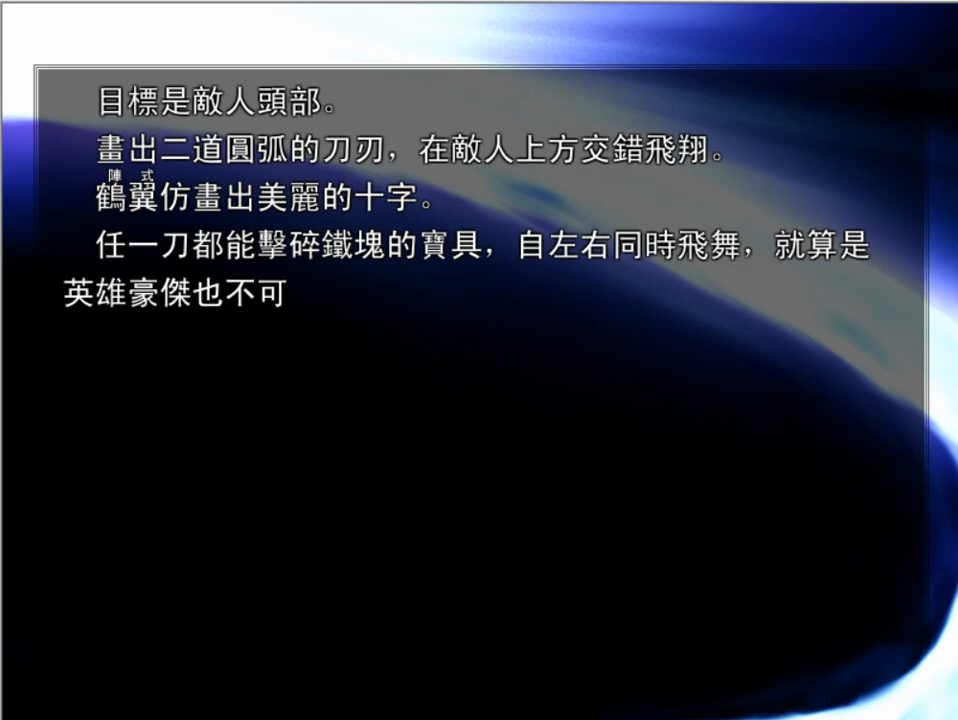 目標是敵人頭部。
畫出二道圓弧的刀刃，在敵人上方交錯飛翔。
陣式
鶴翼仿畫出美麗的十字。
任一刀都能擊碎鐵塊的寶具，自左右同時飛舞，就算是
英雄豪傑也不可